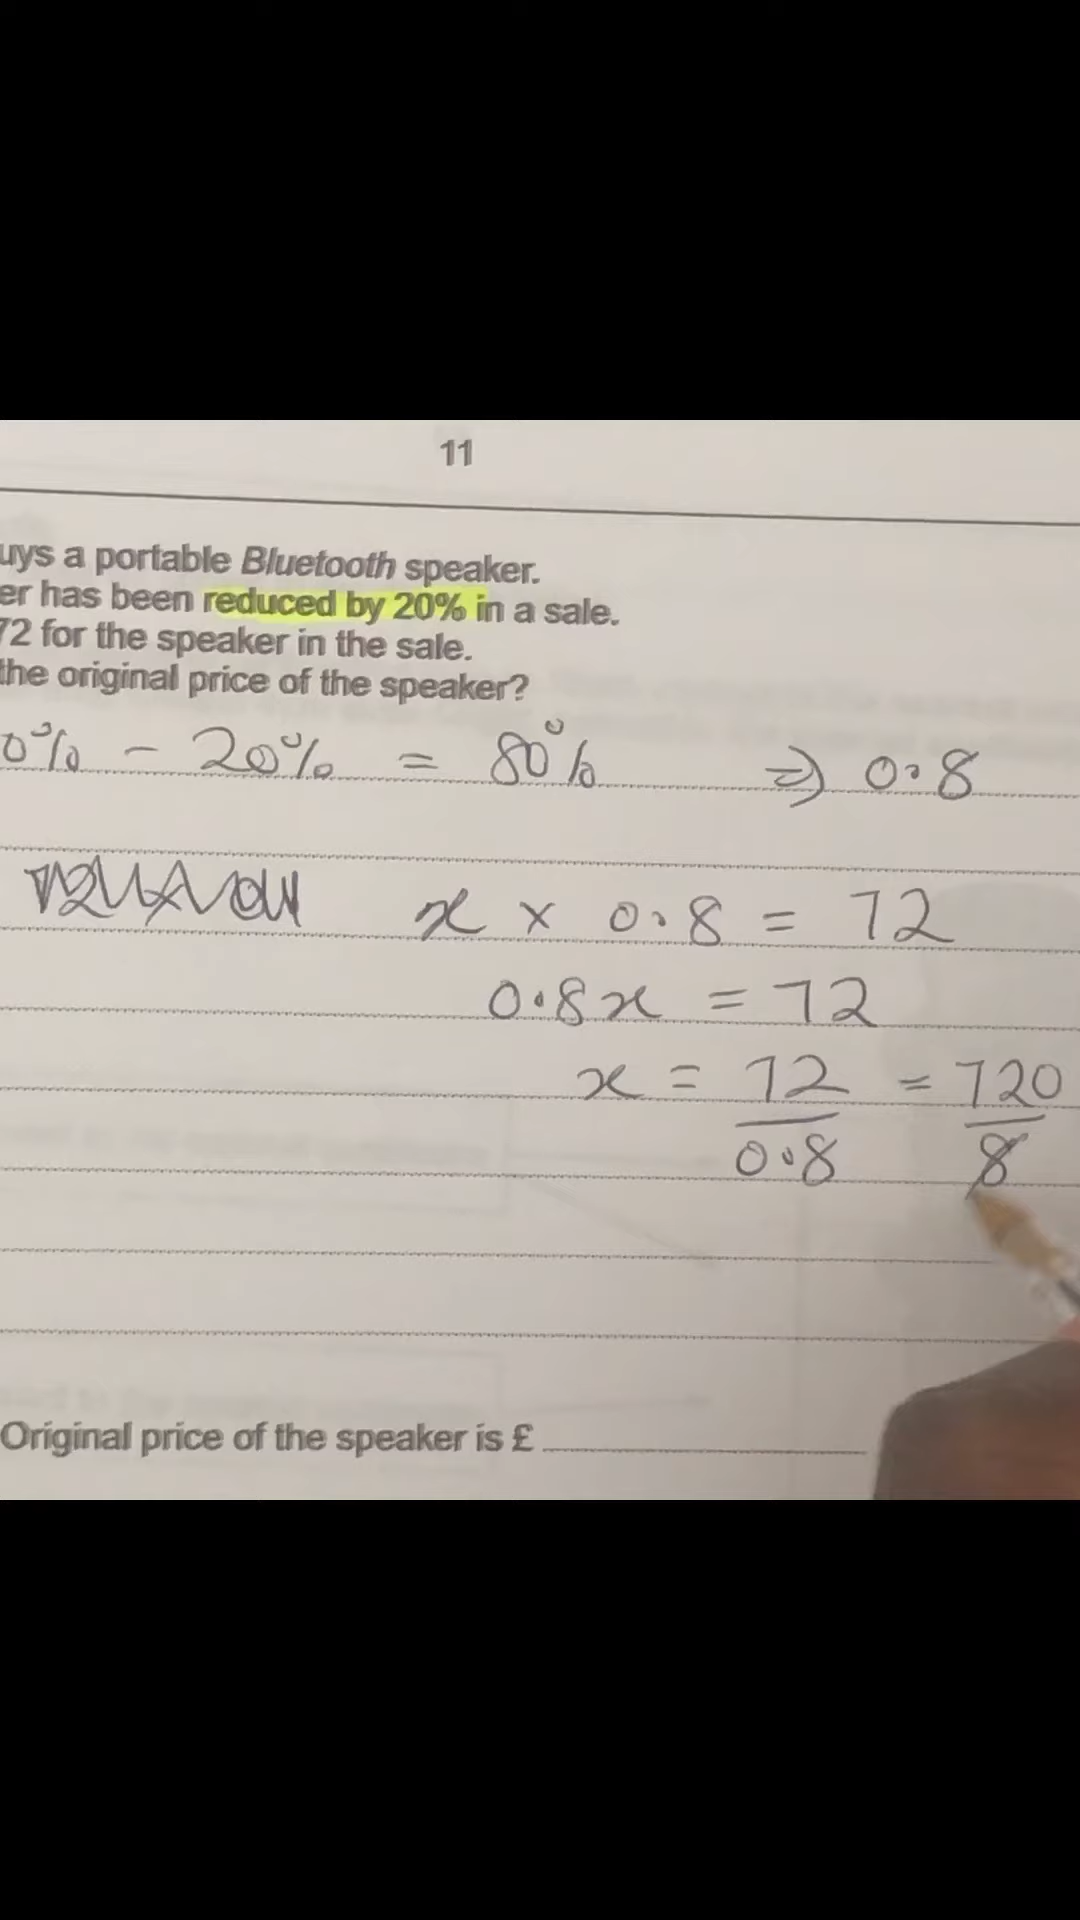 11
uys a portable Bluetooth speaker.
er has been reduced by 20% in a sale.
72 for the speaker in the sale.
the original price of the speaker?
0% - 20% = 80% ⇒ 0.8
x × 0.8 = 72
0.8x = 72
x = 72/0.8 = 720/8
Original price of the speaker is £